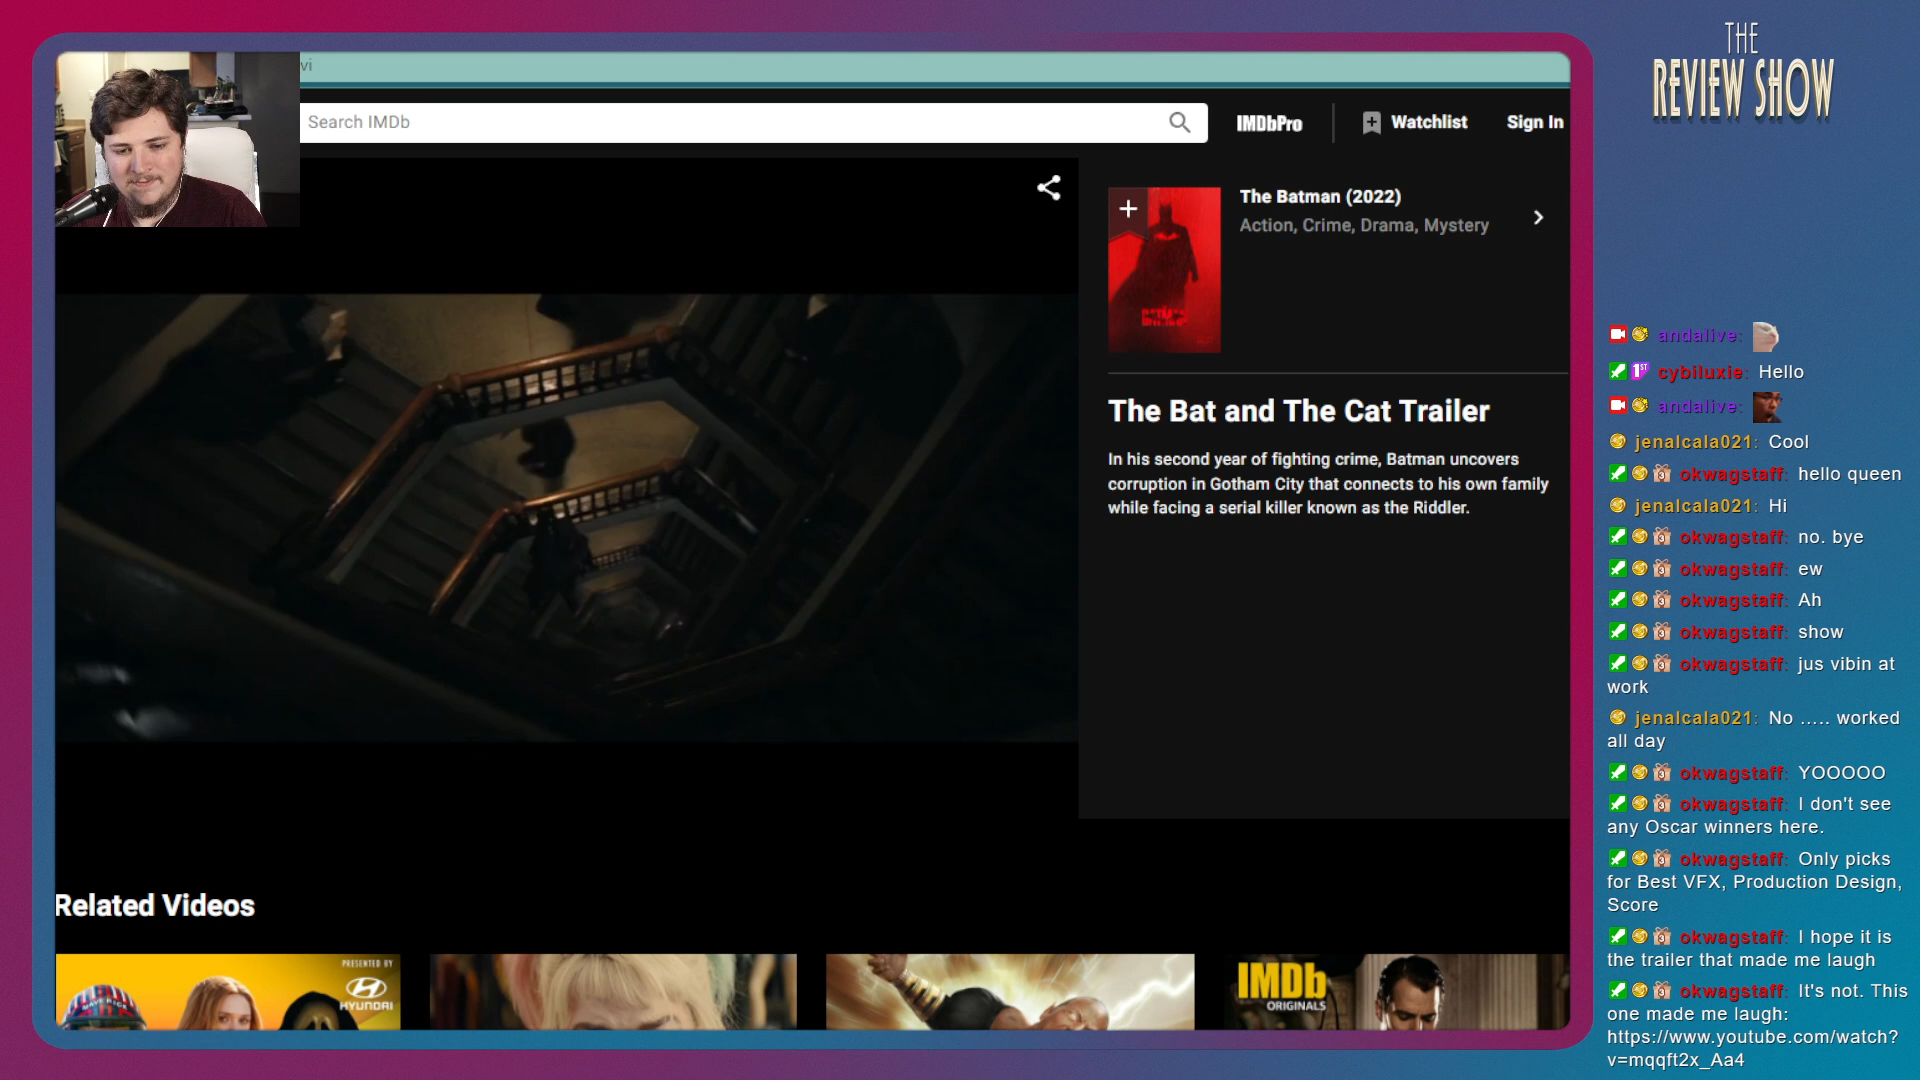 THE
REVIEW SHOW
vi
Search IMDb
IMDbPro
Watchlist
Sign In
The Batman (2022)
Action, Crime, Drama, Mystery
The Bat and The Cat Trailer
In his second year of fighting crime, Batman uncovers
corruption in Gotham City that connects to his own family
while facing a serial killer known as the Riddler.
Related Videos
PRESENTED BY
HYUNDAI
IMDb
ORIGINALS
andalive:
cybiluxie: Hello
andalive:
jenalcala021: Cool
okwagstaff: hello queen
jenalcala021: Hi
okwagstaff: no. bye
okwagstaff: ew
okwagstaff: Ah
okwagstaff: show
okwagstaff: jus vibin at
work
jenalcala021: No ..... worked
all day
okwagstaff: YOOOOO
okwagstaff: I don't see
any Oscar winners here.
okwagstaff: Only picks
for Best VFX, Production Design,
Score
okwagstaff: I hope it is
the trailer that made me laugh
okwagstaff: It's not. This
one made me laugh:
https://www.youtube.com/watch?
v=mqqft2x_Aa4